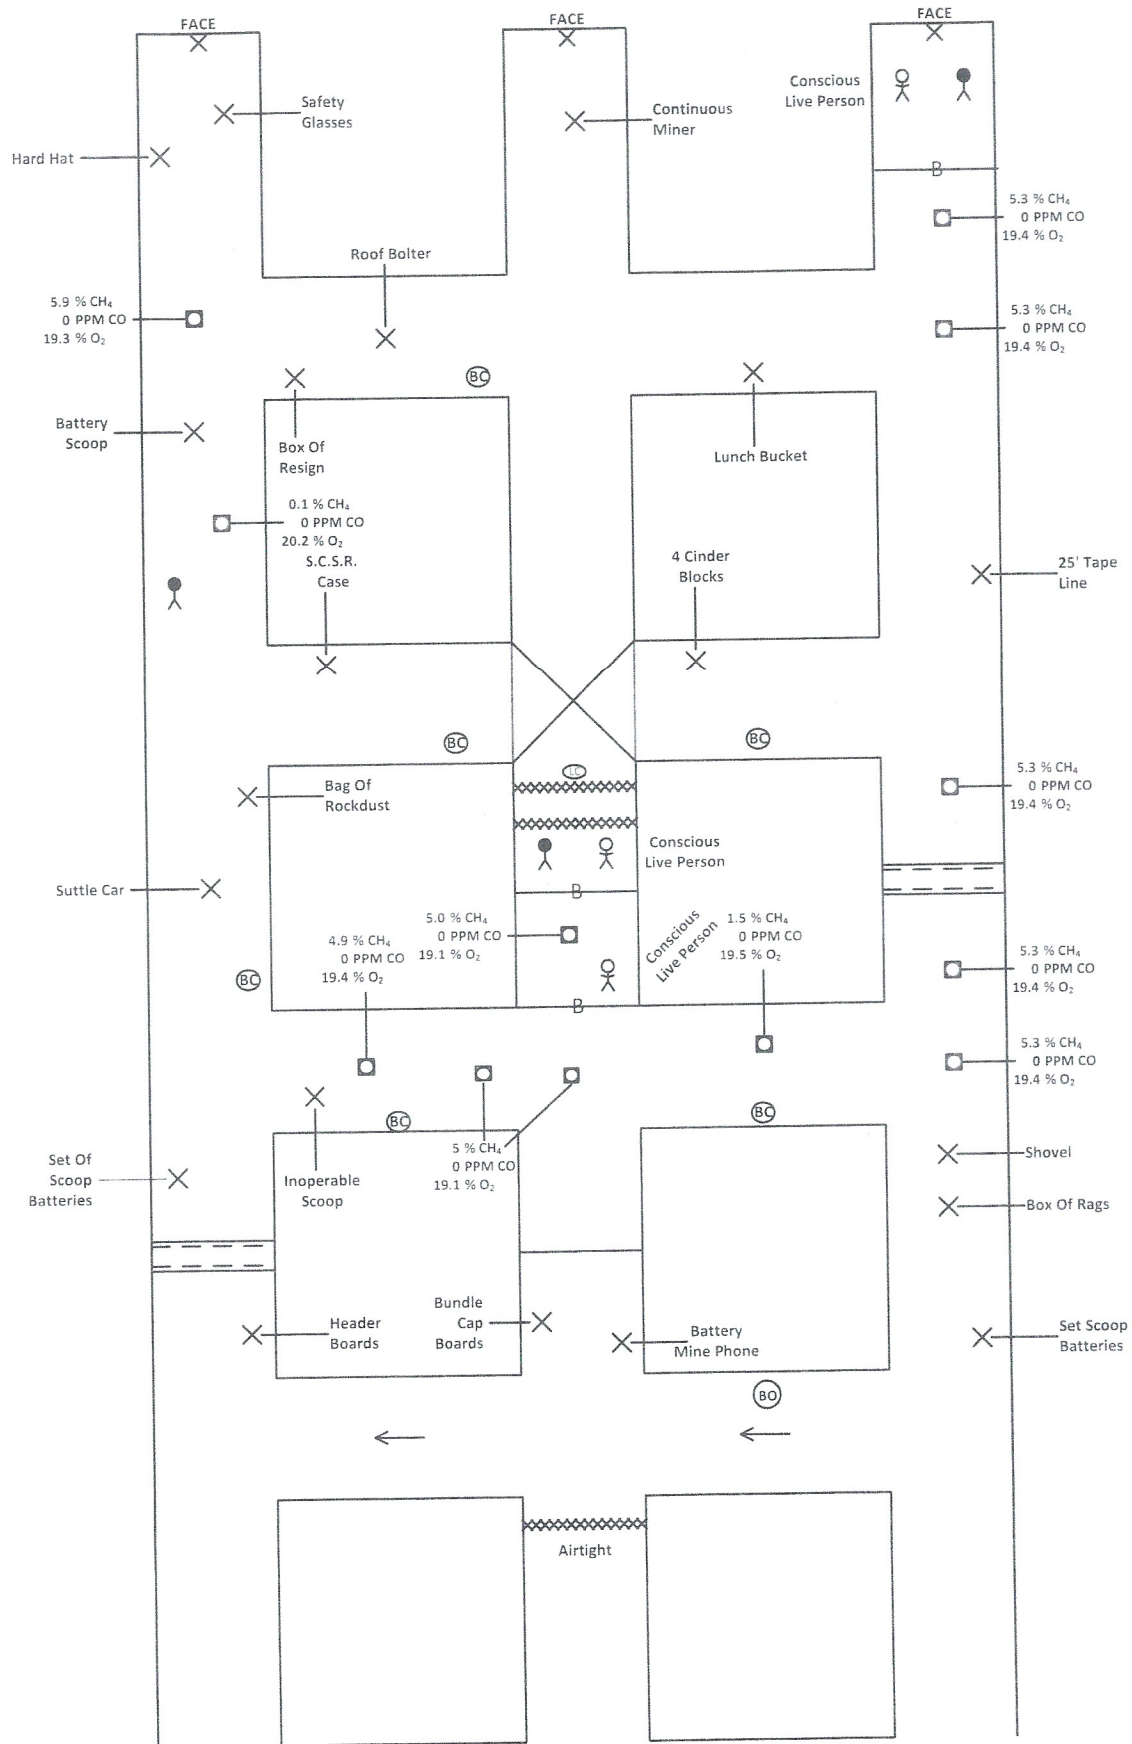 FACE
FACE
FACE
Conscious
Live Person
Safety
Glasses
Continuous
Miner
Hard Hat
B
5.3 % CH₄
0 PPM CO
19.4 % O₂
Roof Bolter
5.9 % CH₄
0 PPM CO
19.3 % O₂
5.3 % CH₄
0 PPM CO
19.4 % O₂
BC
Battery
Scoop
Box Of
Resign
Lunch Bucket
0.1 % CH₄
0 PPM CO
20.2 % O₂
S.C.S.R.
Case
4 Cinder
Blocks
25' Tape
Line
BC
BC
LC
5.3 % CH₄
0 PPM CO
19.4 % O₂
Bag Of
Rockdust
Conscious
Live Person
Suttle Car
B
5.0 % CH₄
0 PPM CO
19.1 % O₂
Conscious
Live Person
1.5 % CH₄
0 PPM CO
19.5 % O₂
4.9 % CH₄
0 PPM CO
19.4 % O₂
5.3 % CH₄
0 PPM CO
19.4 % O₂
BC
B
5.3 % CH₄
0 PPM CO
19.4 % O₂
BC
BC
5 % CH₄
0 PPM CO
19.1 % O₂
Shovel
Set Of
Scoop
Batteries
Inoperable
Scoop
Box Of Rags
Header
Boards
Bundle
Cap
Boards
Battery
Mine Phone
Set Scoop
Batteries
BO
Airtight